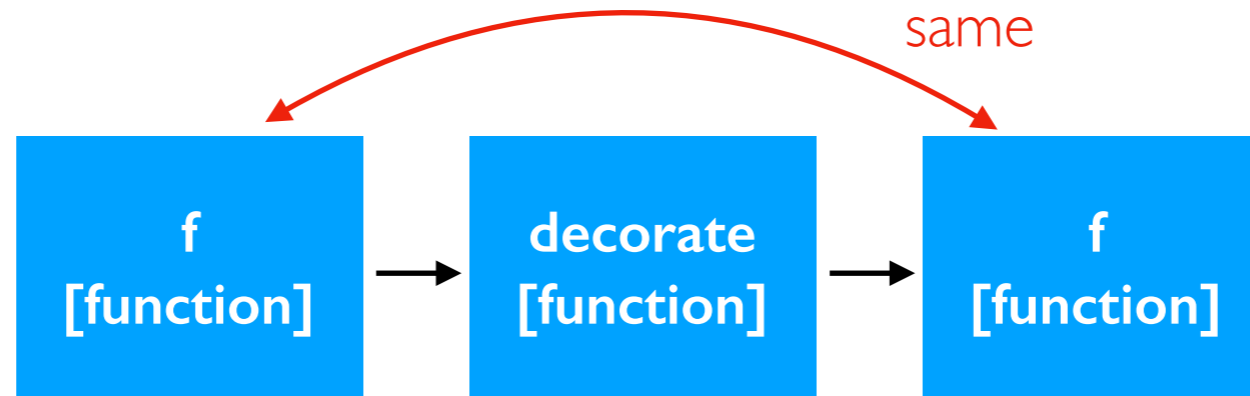 same
f
[function]
decorate
[function]
f
[function]